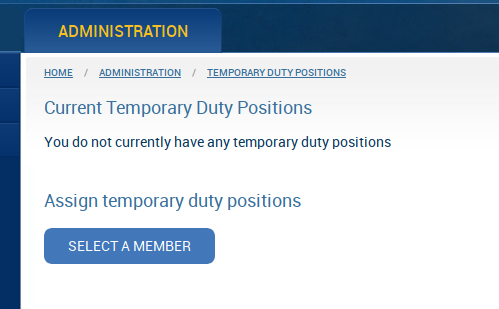 ADMINISTRATION
HOME / ADMINISTRATION / TEMPORARY DUTY POSITIONS
Current Temporary Duty Positions
You do not currently have any temporary duty positions
Assign temporary duty positions
SELECT A MEMBER